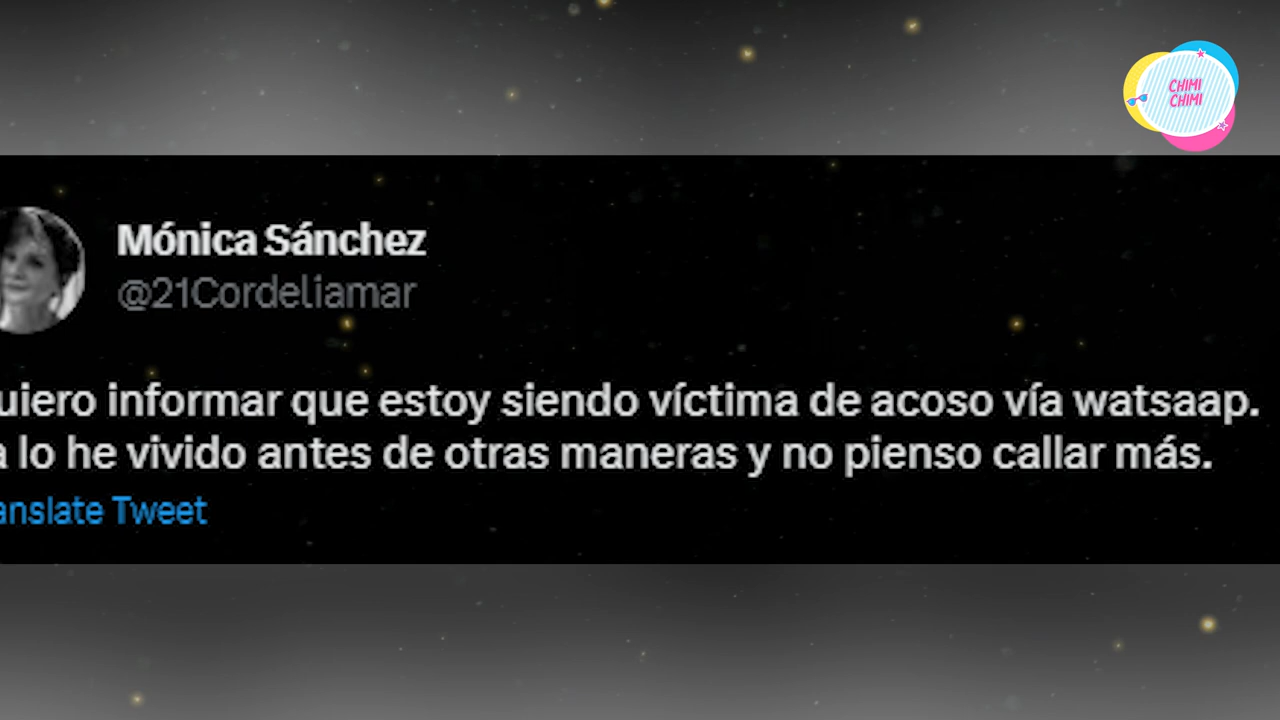 CHIMI
CHIMI
Mónica Sánchez
@21Cordeliamar
uiero informar que estoy siendo víctima de acoso vía watsaap.
a lo he vivido antes de otras maneras y no pienso callar más.
anslate Tweet